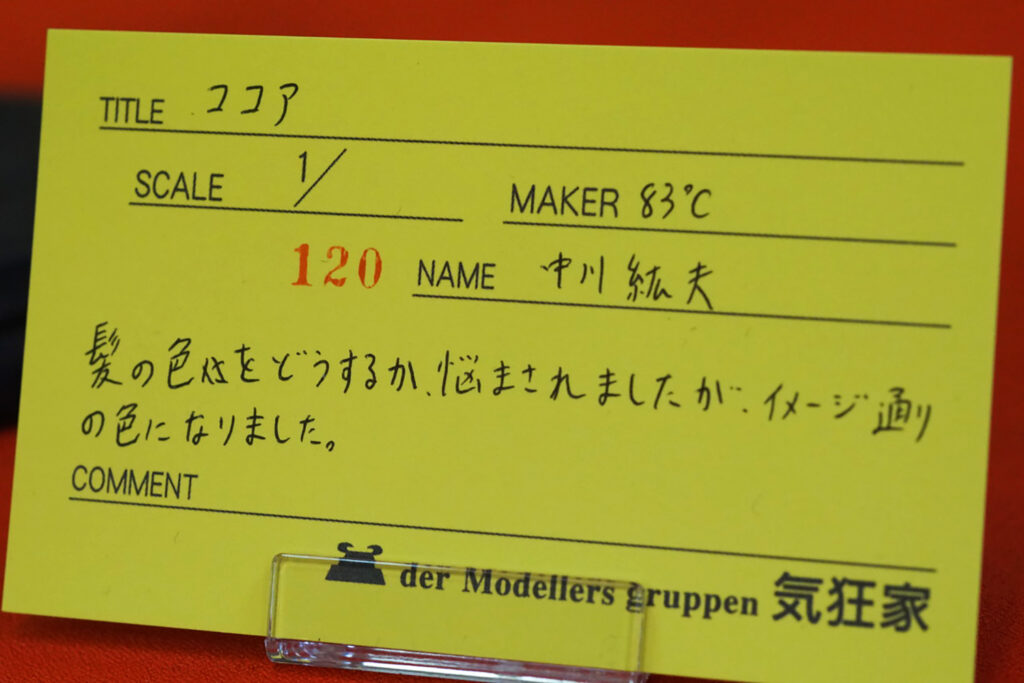 TITLE ココア
SCALE 1/
MAKER 83℃
120
NAME 中川 紘夫
髪の色をどうするか、悩まされましたが、イメージ通り
の色になりました。
COMMENT
der Modellers gruppen 気狂家